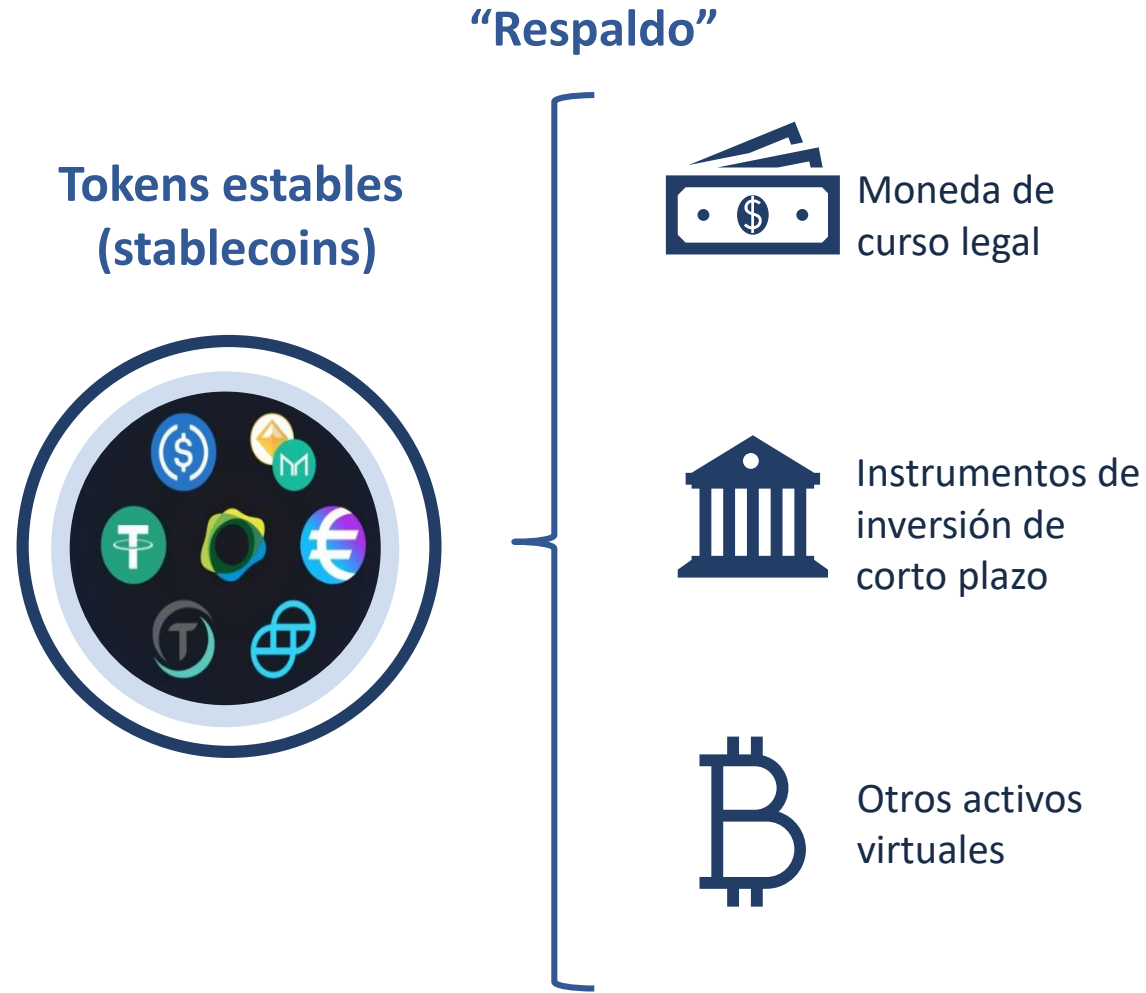 “Respaldo”
Tokens estables
(stablecoins)
Moneda de
curso legal
Instrumentos de
inversión de
corto plazo
Otros activos
virtuales